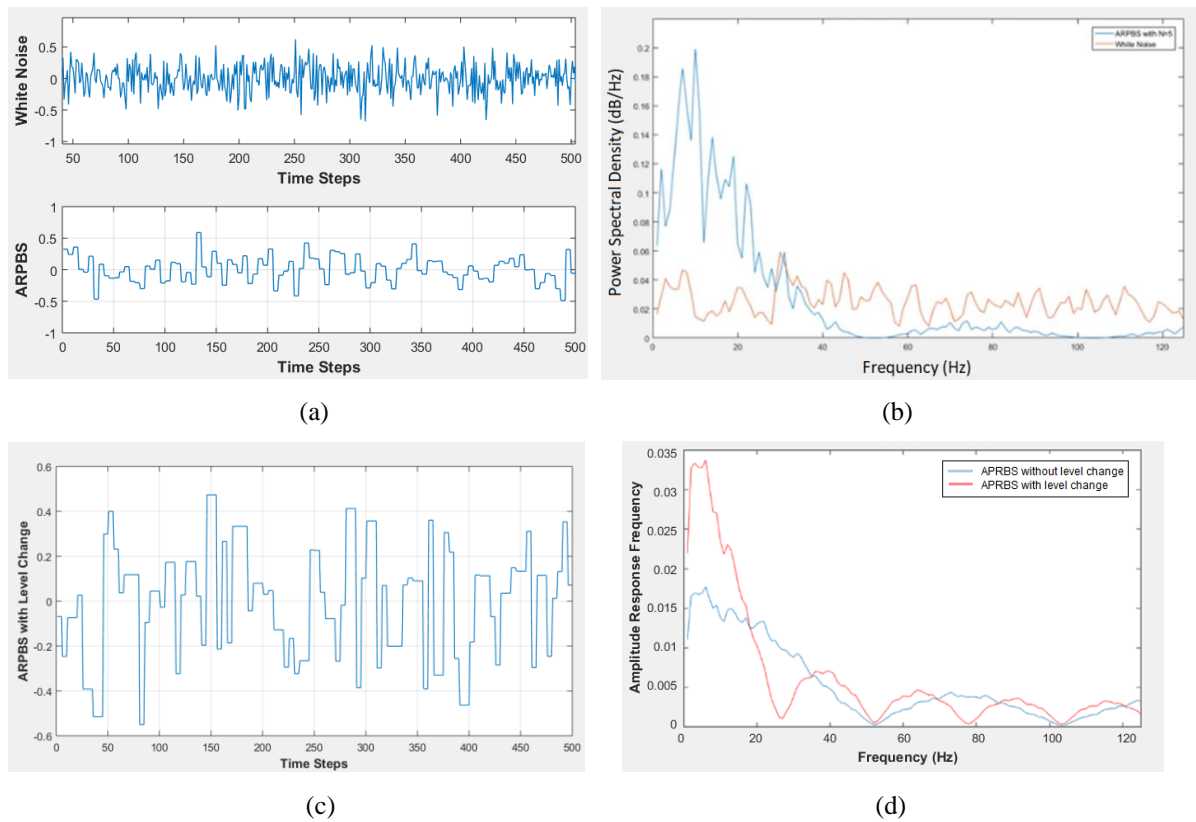 White Noise
0.5
0
-0.5
-1
50 100 150 200 250 300 350 400 450 500
Time Steps
ARPBS
1
0.5
0
-0.5
-1
0 50 100 150 200 250 300 350 400 450 500
Time Steps
(a)
Power Spectral Density (dB/Hz)
ARPBS with N=5
White Noise
0.2
0.18
0.16
0.14
0.12
0.1
0.08
0.06
0.04
0.02
0
0 20 40 60 80 100 120
Frequency (Hz)
(b)
ARPBS with Level Change
0.6
0.4
0.2
0
-0.2
-0.4
-0.6
0 50 100 150 200 250 300 350 400 450 500
Time Steps
(c)
Amplitude Response Frequency
APRBS without level change
APRBS with level change
0.035
0.03
0.025
0.02
0.015
0.01
0.005
0
0 20 40 60 80 100 120
Frequency (Hz)
(d)